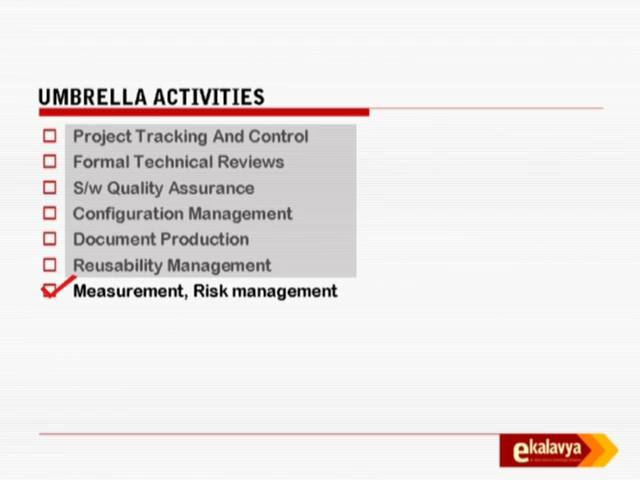 UMBRELLA ACTIVITIES
Project Tracking And Control
Formal Technical Reviews
S/w Quality Assurance
Configuration Management
Document Production
Reusability Management
Measurement, Risk management
ekalavya